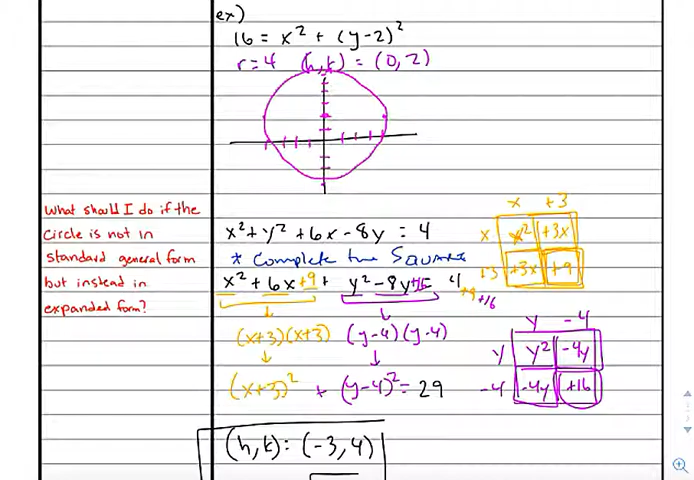 ex)
16 = x² + (y-2)²
r=4 (h,k) = (0,2)
What should I do if the
circle is not in
standard general form
but instead in
expanded form?
x² + y² + 6x - 8y = 4
* Complete the Square
x² + 6x + 9 + y² - 8y + 16 = 4 +9 +16
(x+3)(x+3) (y-4)(y-4)
(x+3)² + (y-4)² = 29
(h,k): (-3,4)
x +3
x x² +3x
+3 +3x +9
y -4
y y² -4y
-4 -4y +16